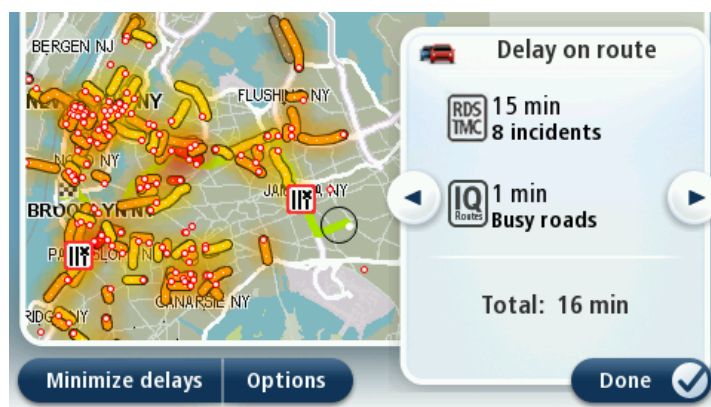 BERGEN NJ
FLUSHING NY
BROOKLYN NY
CANARSIE NY
Delay on route
RDS
TMC
15 min
8 incidents
IQ
Routes
1 min
Busy roads
Total: 16 min
Minimize delays
Options
Done